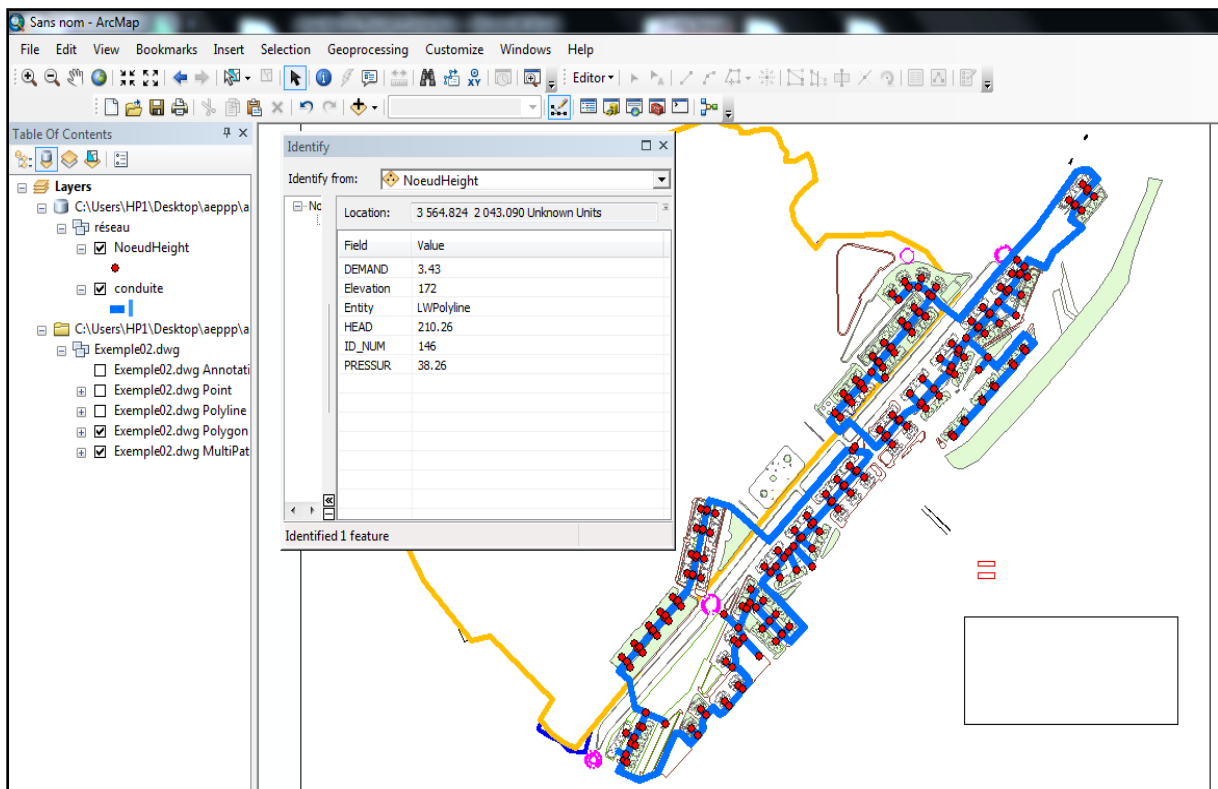 Sans nom - ArcMap
File Edit View Bookmarks Insert Selection Geoprocessing Customize Windows Help
Editor
Table Of Contents
Layers
C:\Users\HP1\Desktop\aeppp\a
réseau
NoeudHeight
conduite
C:\Users\HP1\Desktop\aeppp\a
Exemple02.dwg
Exemple02.dwg Annotati
Exemple02.dwg Point
Exemple02.dwg Polyline
Exemple02.dwg Polygon
Exemple02.dwg MultiPat
Identify
Identify from: NoeudHeight
No
Location: 3 564.824 2 043.090 Unknown Units
Field Value
DEMAND 3.43
Elevation 172
Entity LWPolyline
HEAD 210.26
ID_NUM 146
PRESSUR 38.26
Identified 1 feature